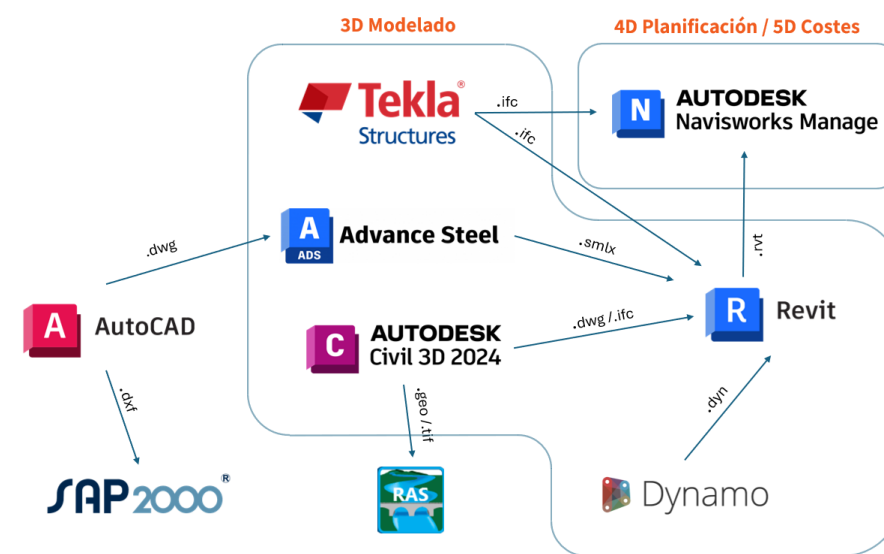 3D Modelado
4D Planificación / 5D Costes
Tekla®
Structures
.ifc
.ifc
N
AUTODESK
Navisworks Manage
A
ADS
Advance Steel
.dwg
.smlx
.rvt
A
AutoCAD
C
AUTODESK
Civil 3D 2024
.dwg /.ifc
R
Revit
.dxf
.geo /.tif
.dyn
SAP2000®
RAS
Dynamo